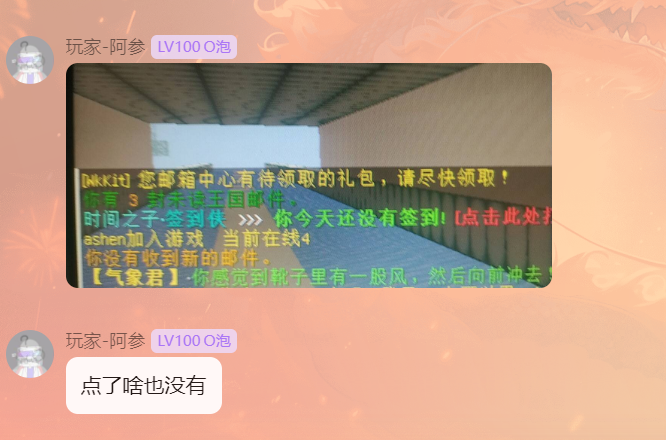 玩家-阿参 LV100 O泡
[WkKit] 您邮箱中心有待领取的礼包，请尽快领取！
你有 3 封未读王国邮件。
时间之子·签到侠 >>> 你今天还没有签到! [点击此处
ashen加入游戏 当前在线4
你没有收到新的邮件。
【气象君】·你感觉到靴子里有一股风，然后向前冲去！
玩家-阿参 LV100 O泡
点了啥也没有